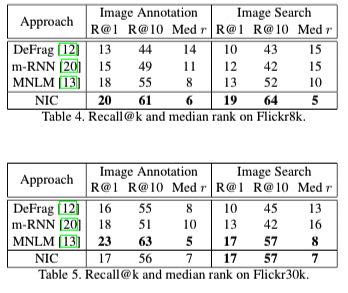 Approach Image Annotation Image Search
R@1 R@10 Med r R@1 R@10 Med r
DeFrag [12] 13 44 14 10 43 15
m-RNN [20] 15 49 11 12 42 15
MNLM [13] 18 55 8 13 52 10
NIC 20 61 6 19 64 5
Table 4. Recall@k and median rank on Flickr8k.
Approach Image Annotation Image Search
R@1 R@10 Med r R@1 R@10 Med r
DeFrag [12] 16 55 8 10 45 13
m-RNN [20] 18 51 10 13 42 16
MNLM [13] 23 63 5 17 57 8
NIC 17 56 7 17 57 7
Table 5. Recall@k and median rank on Flickr30k.